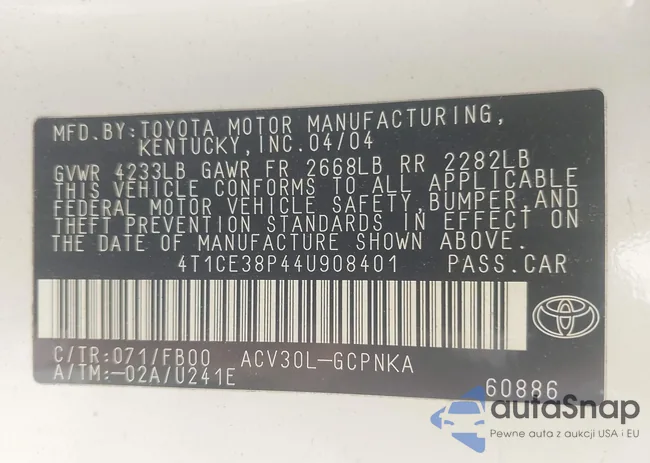 MFD.BY:TOYOTA MOTOR MANUFACTURING,
KENTUCKY,INC.04/04
GVWR 4233LB GAWR FR 2668LB RR 2282LB
THIS VEHICLE CONFORMS TO ALL APPLICABLE
FEDERAL MOTOR VEHICLE SAFETY,BUMPER,AND
THEFT PREVENTION STANDARDS IN EFFECT ON
THE DATE OF MANUFACTURE SHOWN ABOVE.
4T1CE38P44U908401 PASS.CAR
C/TR:071/FB00 ACV30L-GCPNKA
A/TM:-02A/U241E 60886
autaSnap
Pewne auta z aukcji USA i EU